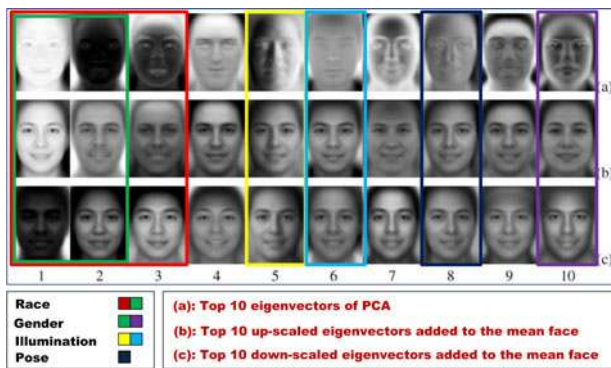 (a)
(b)
(c)
1 2 3 4 5 6 7 8 9 10
Race
Gender
Illumination
Pose
(a): Top 10 eigenvectors of PCA
(b): Top 10 up-scaled eigenvectors added to the mean face
(c): Top 10 down-scaled eigenvectors added to the mean face